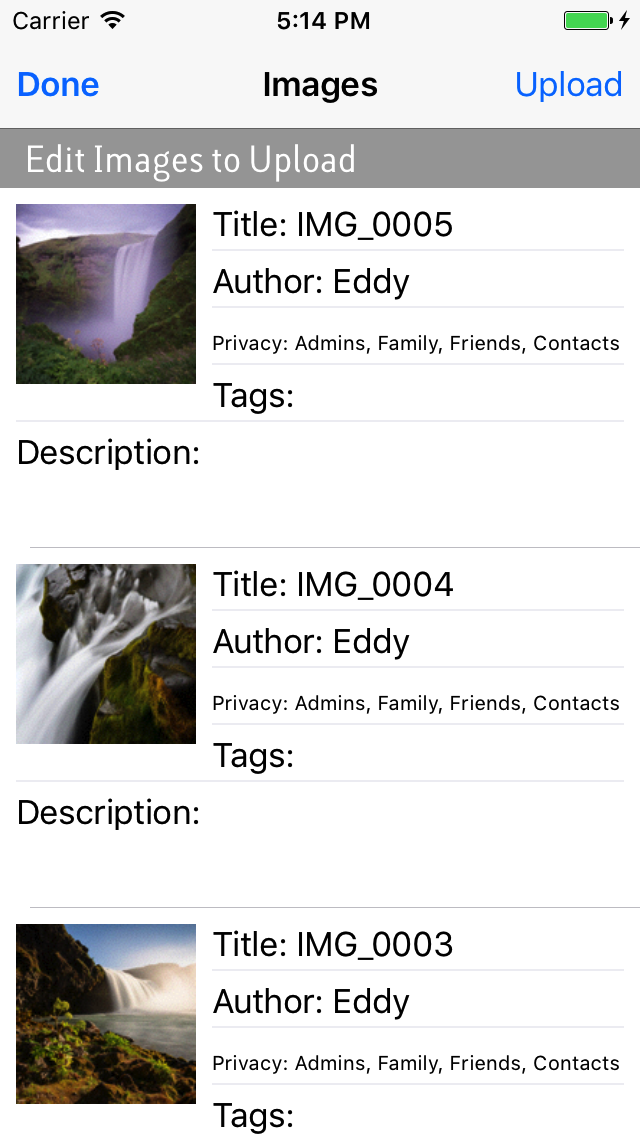 Carrier 5:14 PM
Done Images Upload
Edit Images to Upload
Title: IMG_0005
Author: Eddy
Privacy: Admins, Family, Friends, Contacts
Tags:
Description:
Title: IMG_0004
Author: Eddy
Privacy: Admins, Family, Friends, Contacts
Tags:
Description:
Title: IMG_0003
Author: Eddy
Privacy: Admins, Family, Friends, Contacts
Tags: